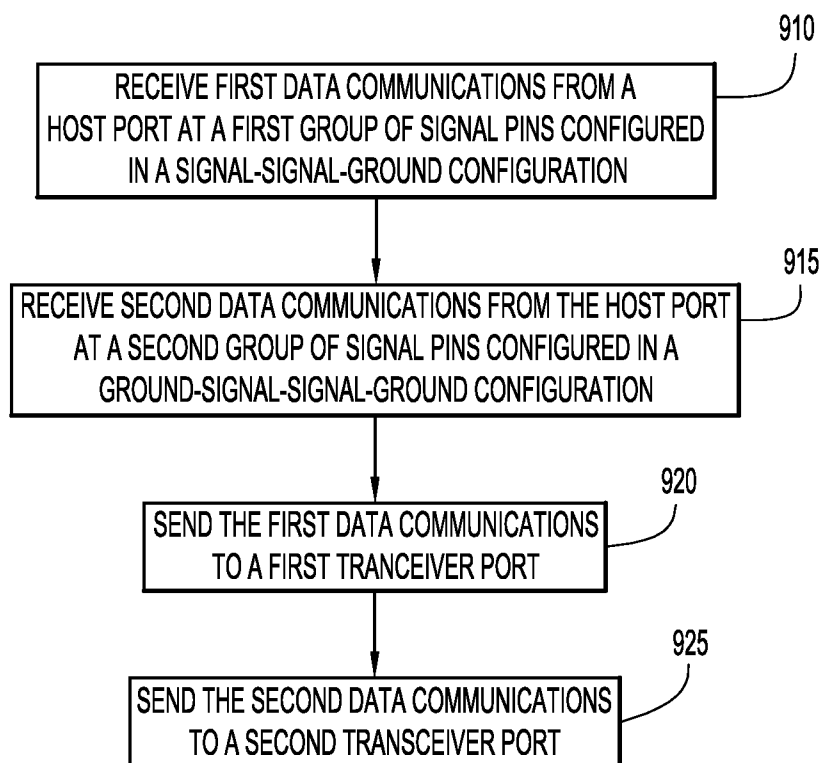 910
RECEIVE FIRST DATA COMMUNICATIONS FROM A
HOST PORT AT A FIRST GROUP OF SIGNAL PINS CONFIGURED
IN A SIGNAL-SIGNAL-GROUND CONFIGURATION
915
RECEIVE SECOND DATA COMMUNICATIONS FROM THE HOST PORT
AT A SECOND GROUP OF SIGNAL PINS CONFIGURED IN A
GROUND-SIGNAL-SIGNAL-GROUND CONFIGURATION
920
SEND THE FIRST DATA COMMUNICATIONS
TO A FIRST TRANCEIVER PORT
925
SEND THE SECOND DATA COMMUNICATIONS
TO A SECOND TRANSCEIVER PORT